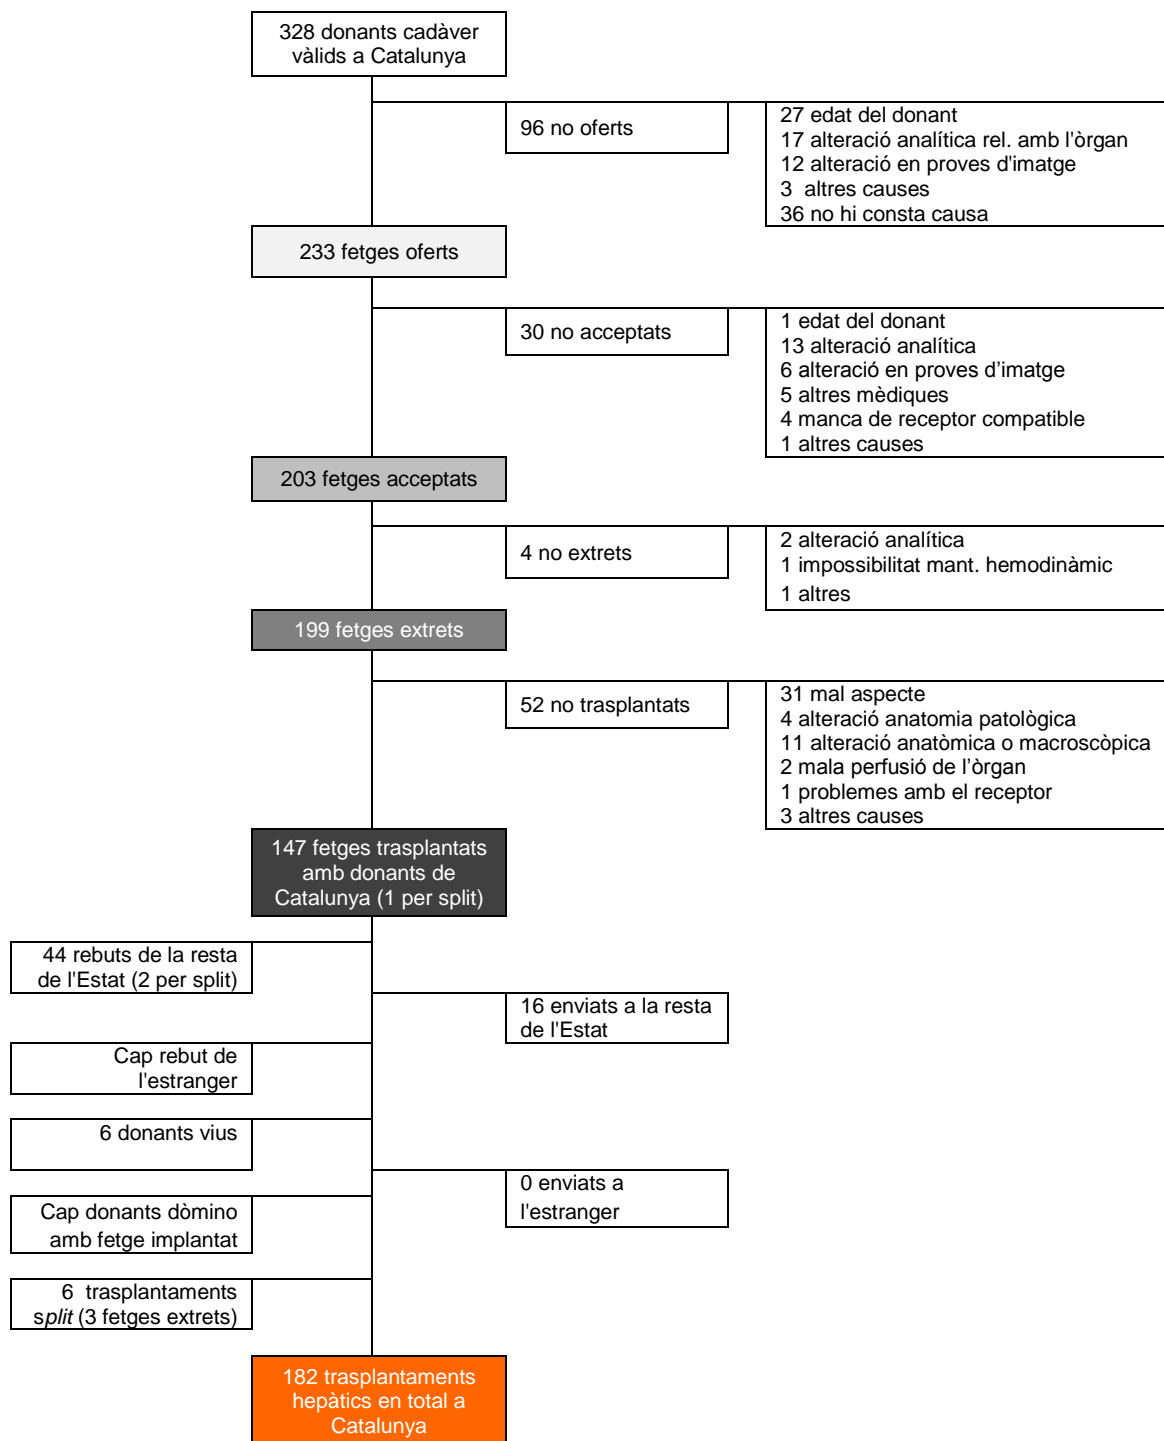 328 donants cadàver
vàlids a Catalunya
96 no oferts
27 edat del donant
17 alteració analítica rel. amb l'òrgan
12 alteració en proves d'imatge
3  altres causes
36 no hi consta causa
233 fetges oferts
30 no acceptats
1 edat del donant
13 alteració analítica
6 alteració en proves d’imatge
5 altres mèdiques
4 manca de receptor compatible
1 altres causes
203 fetges acceptats
4 no extrets
2 alteració analítica
1 impossibilitat mant. hemodinàmic
1 altres
199 fetges extrets
52 no trasplantats
31 mal aspecte
4 alteració anatomia patològica
11 alteració anatòmica o macroscòpica
2 mala perfusió de l’òrgan
1 problemes amb el receptor
3 altres causes
147 fetges trasplantats
amb donants de
Catalunya (1 per split)
44 rebuts de la resta
de l'Estat (2 per split)
16 enviats a la resta
de l'Estat
Cap rebut de
l'estranger
6 donants vius
0 enviats a
l'estranger
Cap donants dòmino
amb fetge implantat
6  trasplantaments
split (3 fetges extrets)
182 trasplantaments
hepàtics en total a
Catalunya